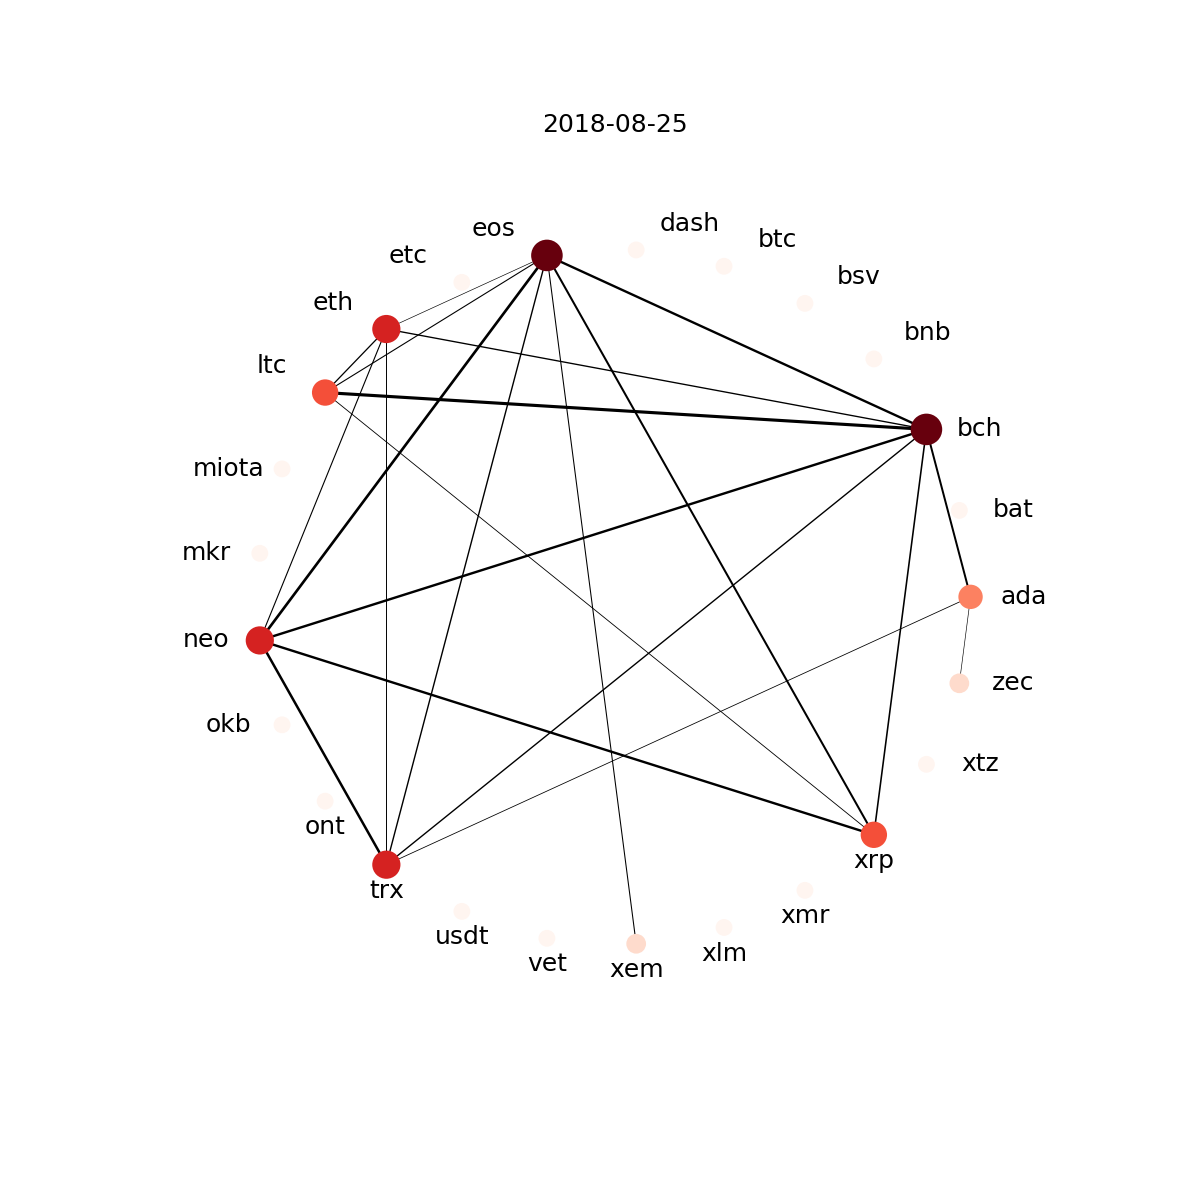 2018-08-25
dash
eos
btc
etc
bsv
eth
bnb
ltc
bch
miota
bat
mkr
ada
neo
zec
okb
xtz
ont
xrp
trx
xmr
usdt
xlm
vet
xem